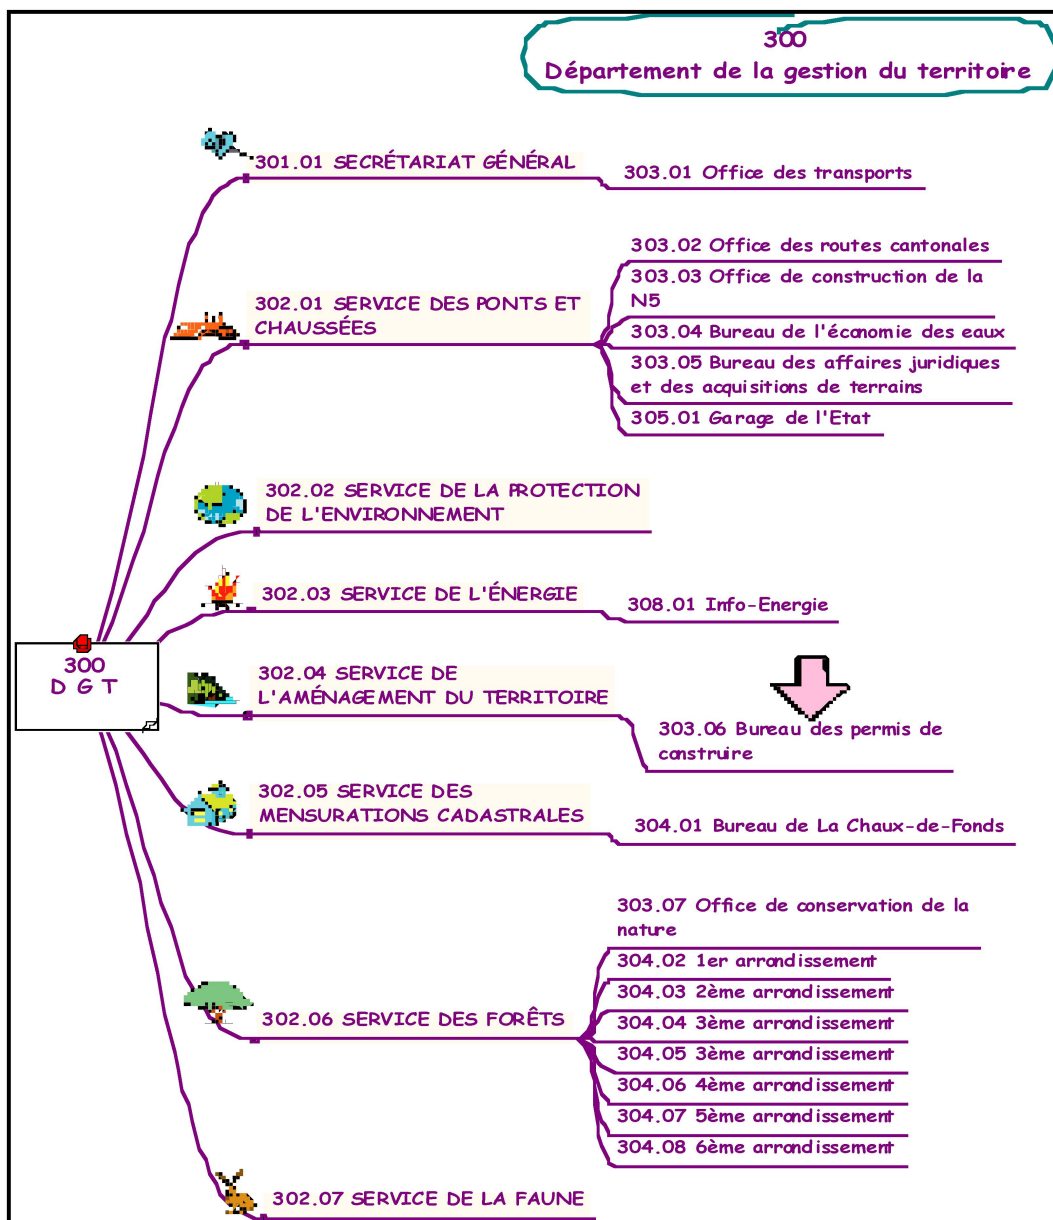 300
Département de la gestion du territoire
301.01 SECRÉTARIAT GÉNÉRAL
303.01 Office des transports
302.01 SERVICE DES PONTS ET
CHAUSSÉES
303.02 Office des routes cantonales
303.03 Office de construction de la
N5
303.04 Bureau de l'économie des eaux
303.05 Bureau des affaires juridiques
et des acquisitions de terrains
305.01 Garage de l'Etat
302.02 SERVICE DE LA PROTECTION
DE L'ENVIRONNEMENT
302.03 SERVICE DE L'ÉNERGIE
308.01 Info-Energie
300
D G T
302.04 SERVICE DE
L'AMÉNAGEMENT DU TERRITOIRE
303.06 Bureau des permis de
construire
302.05 SERVICE DES
MENSURATIONS CADASTRALES
304.01 Bureau de La Chaux-de-Fonds
302.06 SERVICE DES FORÊTS
303.07 Office de conservation de la
nature
304.02 1er arrondissement
304.03 2ème arrondissement
304.04 3ème arrondissement
304.05 3ème arrondissement
304.06 4ème arrondissement
304.07 5ème arrondissement
304.08 6ème arrondissement
302.07 SERVICE DE LA FAUNE